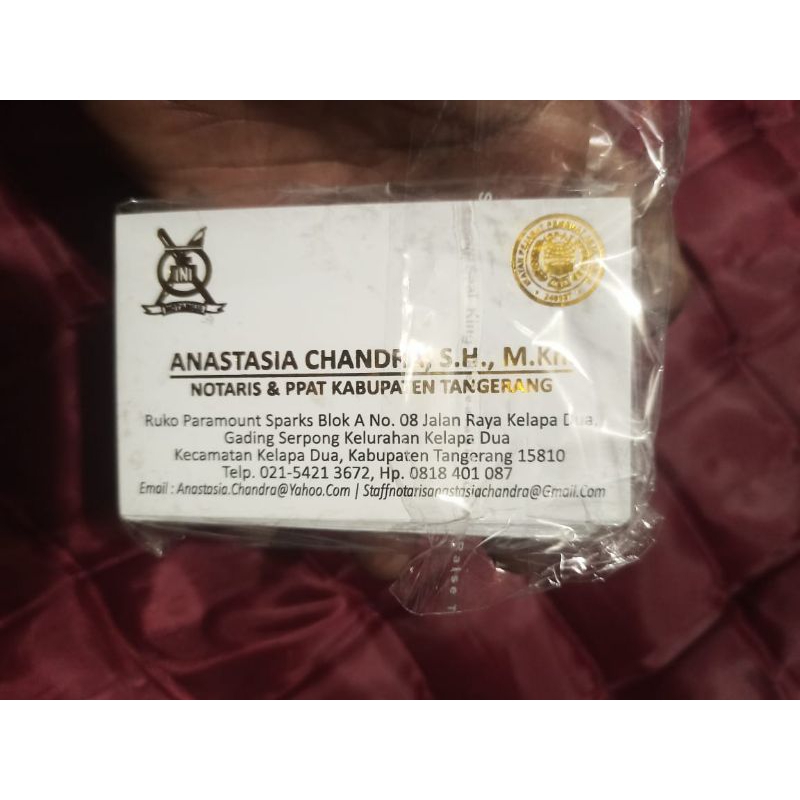 INI
ANASTASIA CHANDRA, S.H., M.Kn.
NOTARIS & PPAT KABUPATEN TANGERANG
Ruko Paramount Sparks Blok A No. 08 Jalan Raya Kelapa Dua,
Gading Serpong Kelurahan Kelapa Dua
Kecamatan Kelapa Dua, Kabupaten Tangerang 15810
Telp. 021-5421 3672, Hp. 0818 401 087
Email : Anastasia.Chandra@Yahoo.Com | Staffnotarisanastasiachandra@Gmail.Com